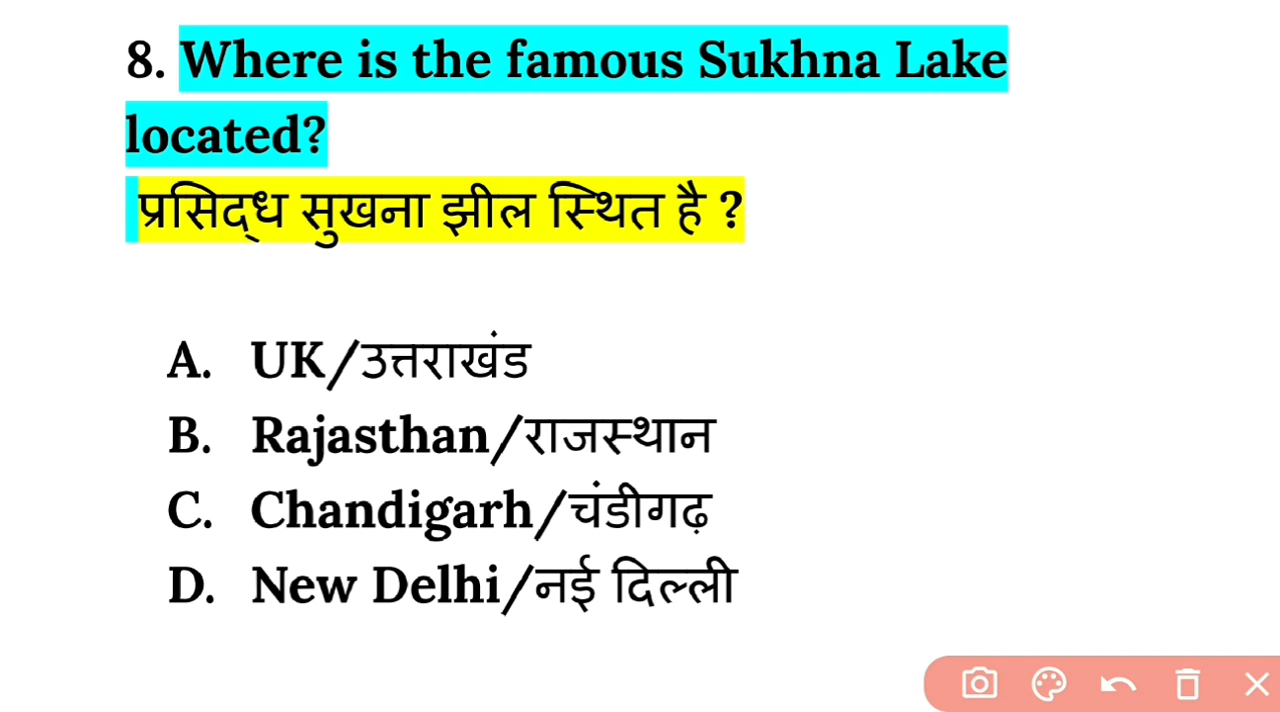 8. Where is the famous Sukhna Lake
located?
प्रसिद्‌ध सुखना झील स्थित है ?
A. UK/उत्तराखंड
B. Rajasthan/राजस्थान
C. Chandigarh/चंडीगढ़
D. New Delhi/नई दिल्ली